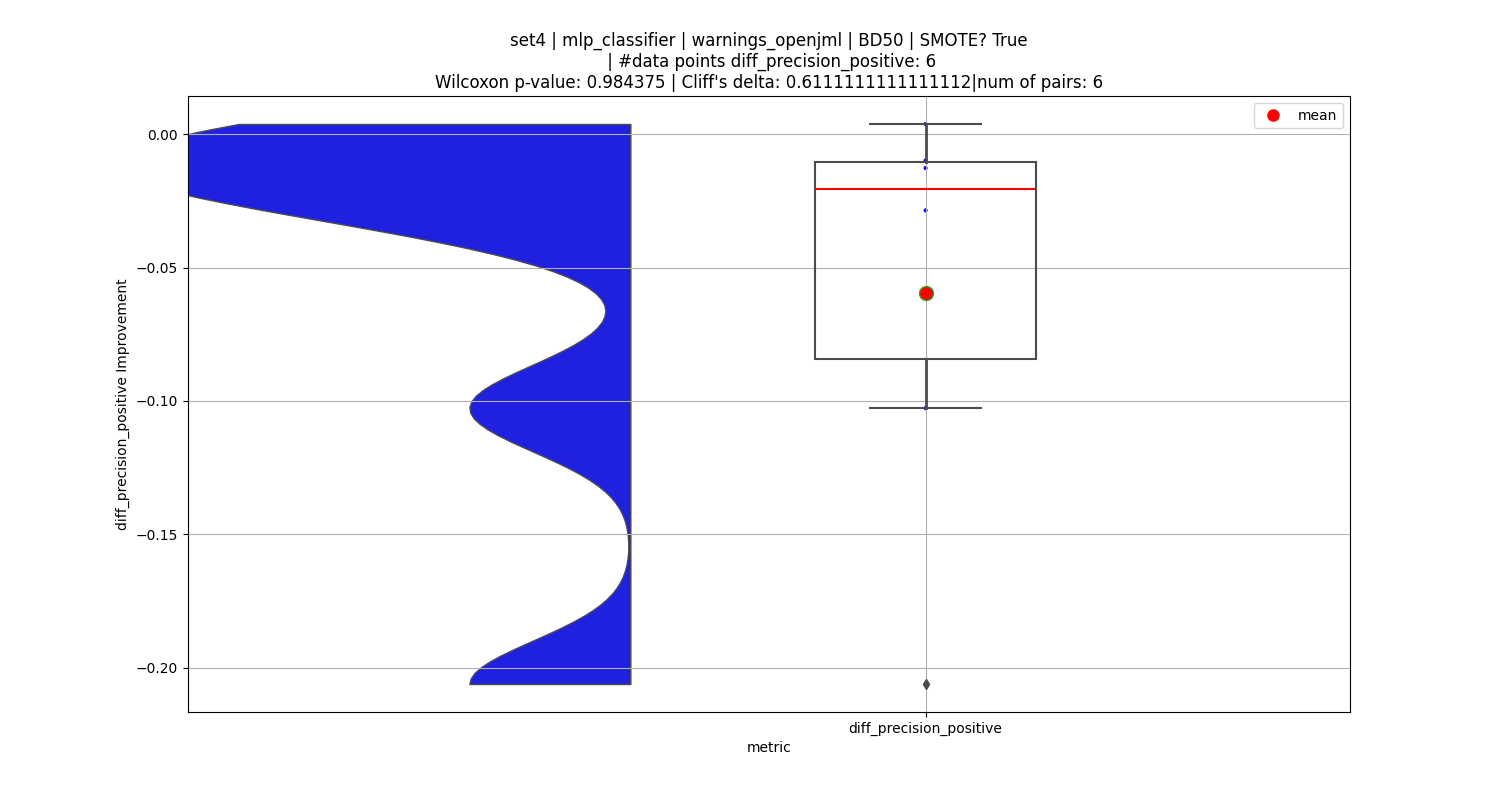 set4 | mlp_classifier | warnings_openjml | BD50 | SMOTE? True
| #data points diff_precision_positive: 6
Wilcoxon p-value: 0.984375 | Cliff's delta: 0.6111111111111112|num of pairs: 6
mean
0.00
−0.05
−0.10
−0.15
−0.20
diff_precision_positive Improvement
diff_precision_positive
metric